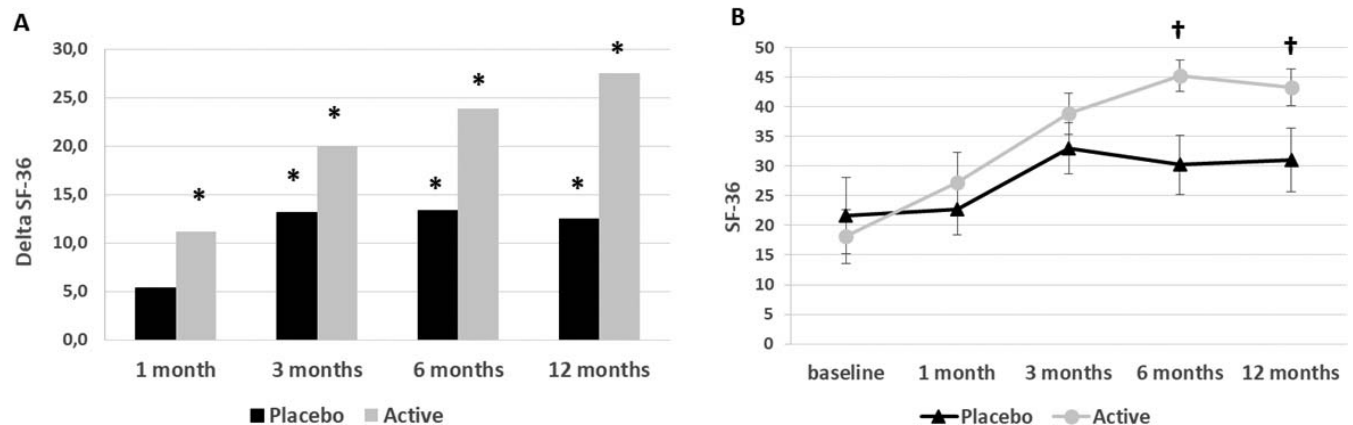 A
Delta SF-36
30,0
25,0
20,0
15,0
10,0
5,0
0,0
*
*
*
*
*
*
*
1 month
3 months
6 months
12 months
Placebo
Active
B
SF-36
50
45
40
35
30
25
20
15
10
5
0
†
†
baseline
1 month
3 months
6 months
12 months
Placebo
Active